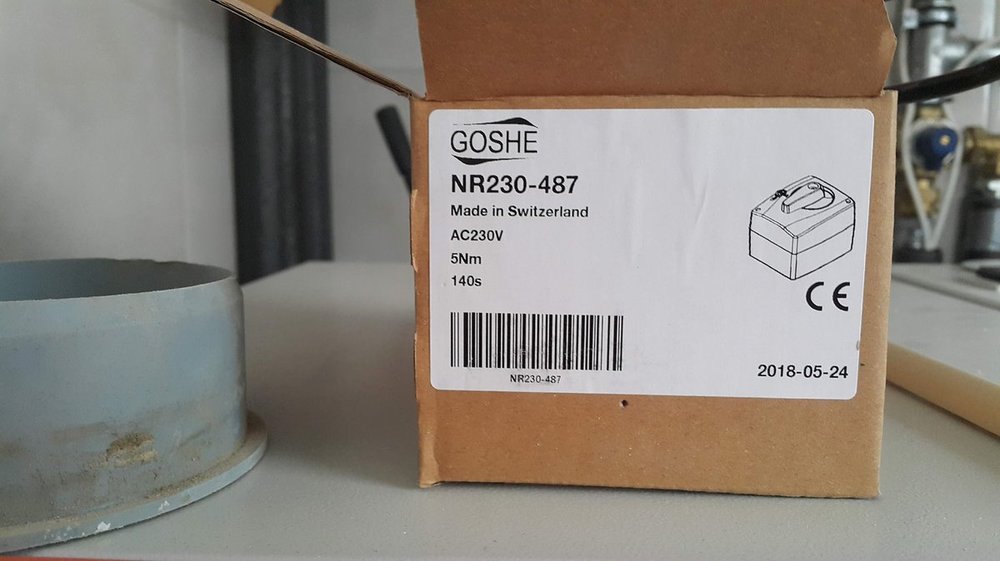 GOSHE
NR230-487
Made in Switzerland
AC230V
5Nm
140s
NR230-487
CE
2018-05-24